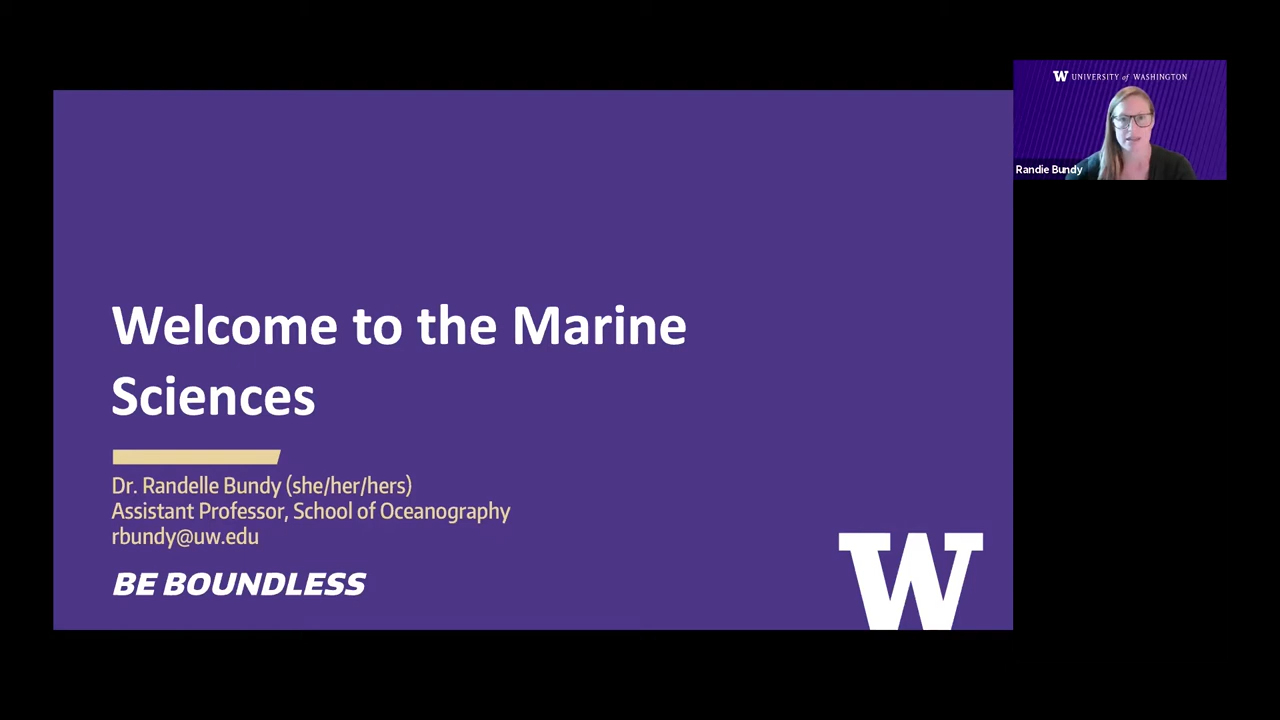 W UNIVERSITY of WASHINGTON
Randie Bundy
Welcome to the Marine
Sciences
Dr. Randelle Bundy (she/her/hers)
Assistant Professor, School of Oceanography
rbundy@uw.edu
BE BOUNDLESS
W